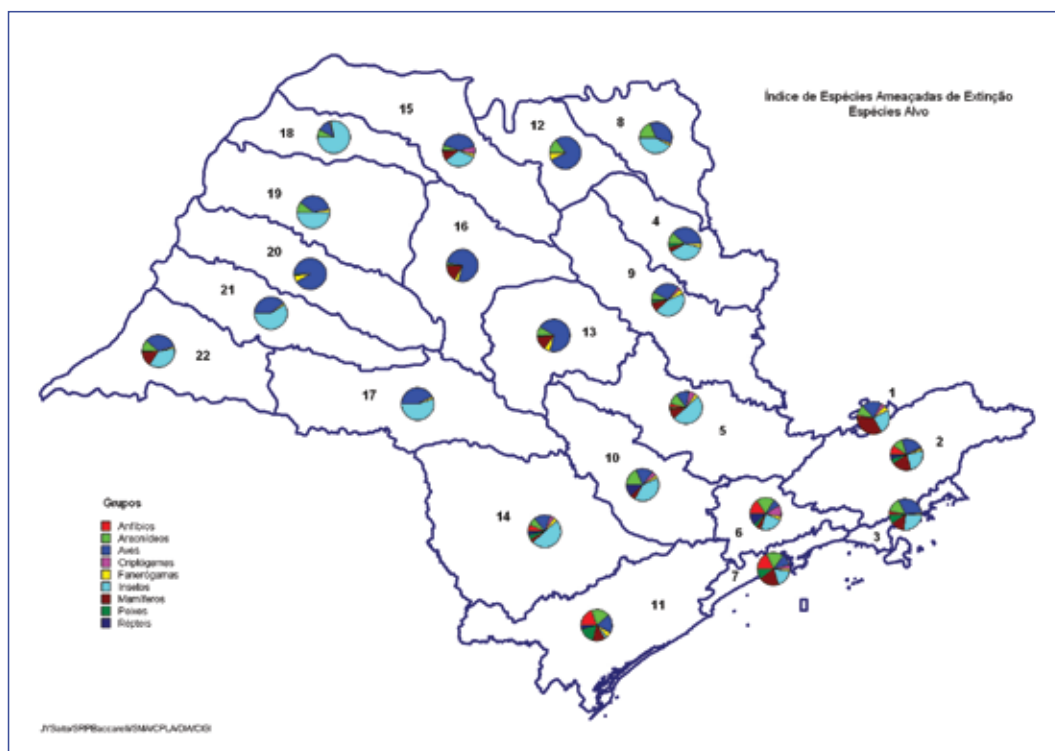 Índice de Espécies Ameaçadas de Extinção
Espécies Alvo
15
12
8
18
19
4
16
20
9
21
13
22
1
17
5
2
10
14
6
3
7
11
Grupos
Anfíbios
Aracnídeos
Aves
Criptógamas
Fanerógamas
Insetos
Mamíferos
Peixes
Répteis